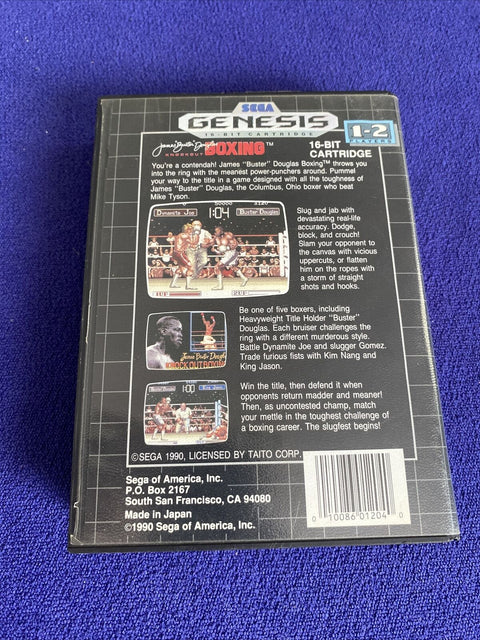 SEGA
GENESIS
16-BIT CARTRIDGE
1-2
PLAYERS
James "Buster" Douglas
KNOCKOUT BOXING™
16-BIT
CARTRIDGE
You're a contendah! James "Buster" Douglas Boxing™ throws you
into the ring with the meanest power-punchers around. Pummel
your way to the title in a game designed with all the toughness of
James "Buster" Douglas, the Columbus, Ohio boxer who beat
Mike Tyson.
Dynamite Joe
1:04
Buster Douglas
1UP
2UP
Slug and jab with
devastating real-life
accuracy. Dodge,
block, and crouch!
Slam your opponent to
the canvas with vicious
uppercuts, or flatten
him on the ropes with
a storm of straight
shots and hooks.
Be one of five boxers, including
Heavyweight Title Holder "Buster"
Douglas. Each bruiser challenges the
ring with a different murderous style.
Battle Dynamite Joe and slugger Gomez.
Trade furious fists with Kim Nang and
King Jason.
James Buster Douglas
KNOCKOUT BOXING
1:00
Win the title, then defend it when
opponents return madder and meaner!
Then, as uncontested champ, match
your mettle in the toughest challenge of
a boxing career. The slugfest begins!
©SEGA 1990, LICENSED BY TAITO CORP.
Sega of America, Inc.
P.O. Box 2167
South San Francisco, CA 94080
Made in Japan
©1990 Sega of America, Inc.
0 10086 01204 0